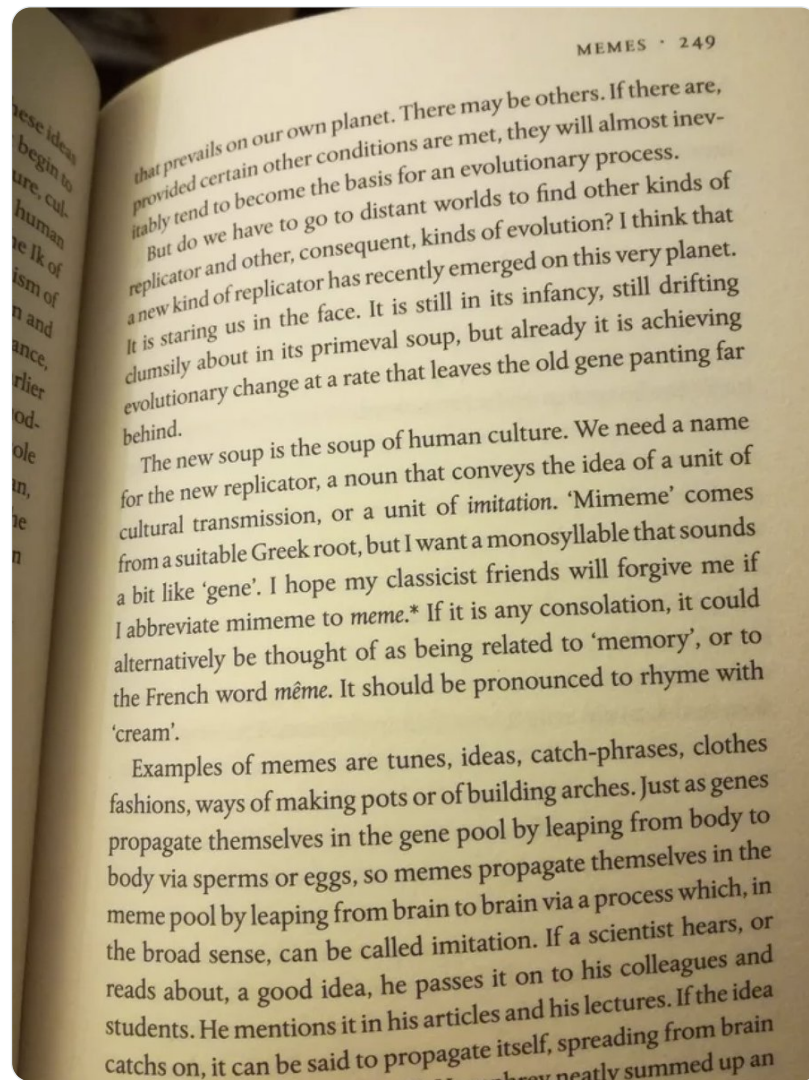 MEMES · 249
that prevails on our own planet. There may be others. If there are,
provided certain other conditions are met, they will almost inev-
itably tend to become the basis for an evolutionary process.
But do we have to go to distant worlds to find other kinds of
replicator and other, consequent, kinds of evolution? I think that
a new kind of replicator has recently emerged on this very planet.
It is staring us in the face. It is still in its infancy, still drifting
clumsily about in its primeval soup, but already it is achieving
evolutionary change at a rate that leaves the old gene panting far
behind.
The new soup is the soup of human culture. We need a name
for the new replicator, a noun that conveys the idea of a unit of
cultural transmission, or a unit of imitation. ‘Mimeme’ comes
from a suitable Greek root, but I want a monosyllable that sounds
a bit like ‘gene’. I hope my classicist friends will forgive me if
I abbreviate mimeme to meme.* If it is any consolation, it could
alternatively be thought of as being related to ‘memory’, or to
the French word même. It should be pronounced to rhyme with
‘cream’.
Examples of memes are tunes, ideas, catch-phrases, clothes
fashions, ways of making pots or of building arches. Just as genes
propagate themselves in the gene pool by leaping from body to
body via sperms or eggs, so memes propagate themselves in the
meme pool by leaping from brain to brain via a process which, in
the broad sense, can be called imitation. If a scientist hears, or
reads about, a good idea, he passes it on to his colleagues and
students. He mentions it in his articles and his lectures. If the idea
catchs on, it can be said to propagate itself, spreading from brain
neatly summed up an